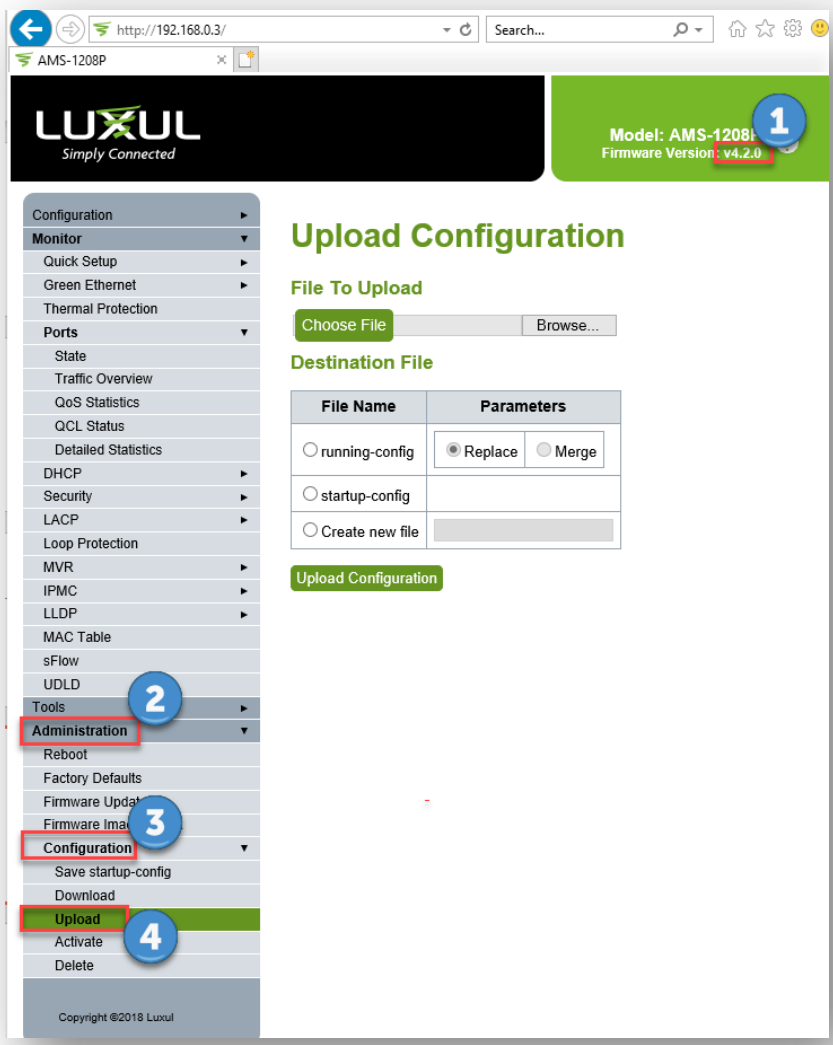 http://192.168.0.3/
Search...
AMS-1208P
LUXUL
Simply Connected
Model: AMS-1208
Firmware Version: v4.2.0
1
Configuration
Monitor
Quick Setup
Green Ethernet
Thermal Protection
Ports
State
Traffic Overview
QoS Statistics
QCL Status
Detailed Statistics
DHCP
Security
LACP
Loop Protection
MVR
IPMC
LLDP
MAC Table
sFlow
UDLD
2
Tools
Administration
Reboot
Factory Defaults
Firmware
3
Firmware
Configuration
Save startup-config
Download
Upload
4
Activate
Delete
Copyright ©2018 Luxul
Upload Configuration
File To Upload
Choose File Browse...
Destination File
File Name Parameters
running-config Replace Merge
startup-config
Create new file
Upload Configuration